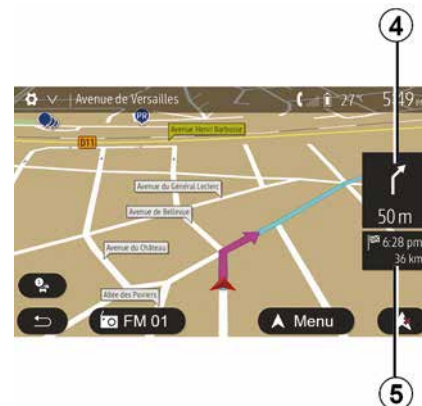 4
Avenue de Versailles
27°
5:49
PR
Avenue Henri Barbusse
D11
Avenue du Général Leclerc
50 m
Avenue de Bellevue
6:28 pm
Avenue du Château
36 km
Allée des Pioniers
FM 01
Menu
5